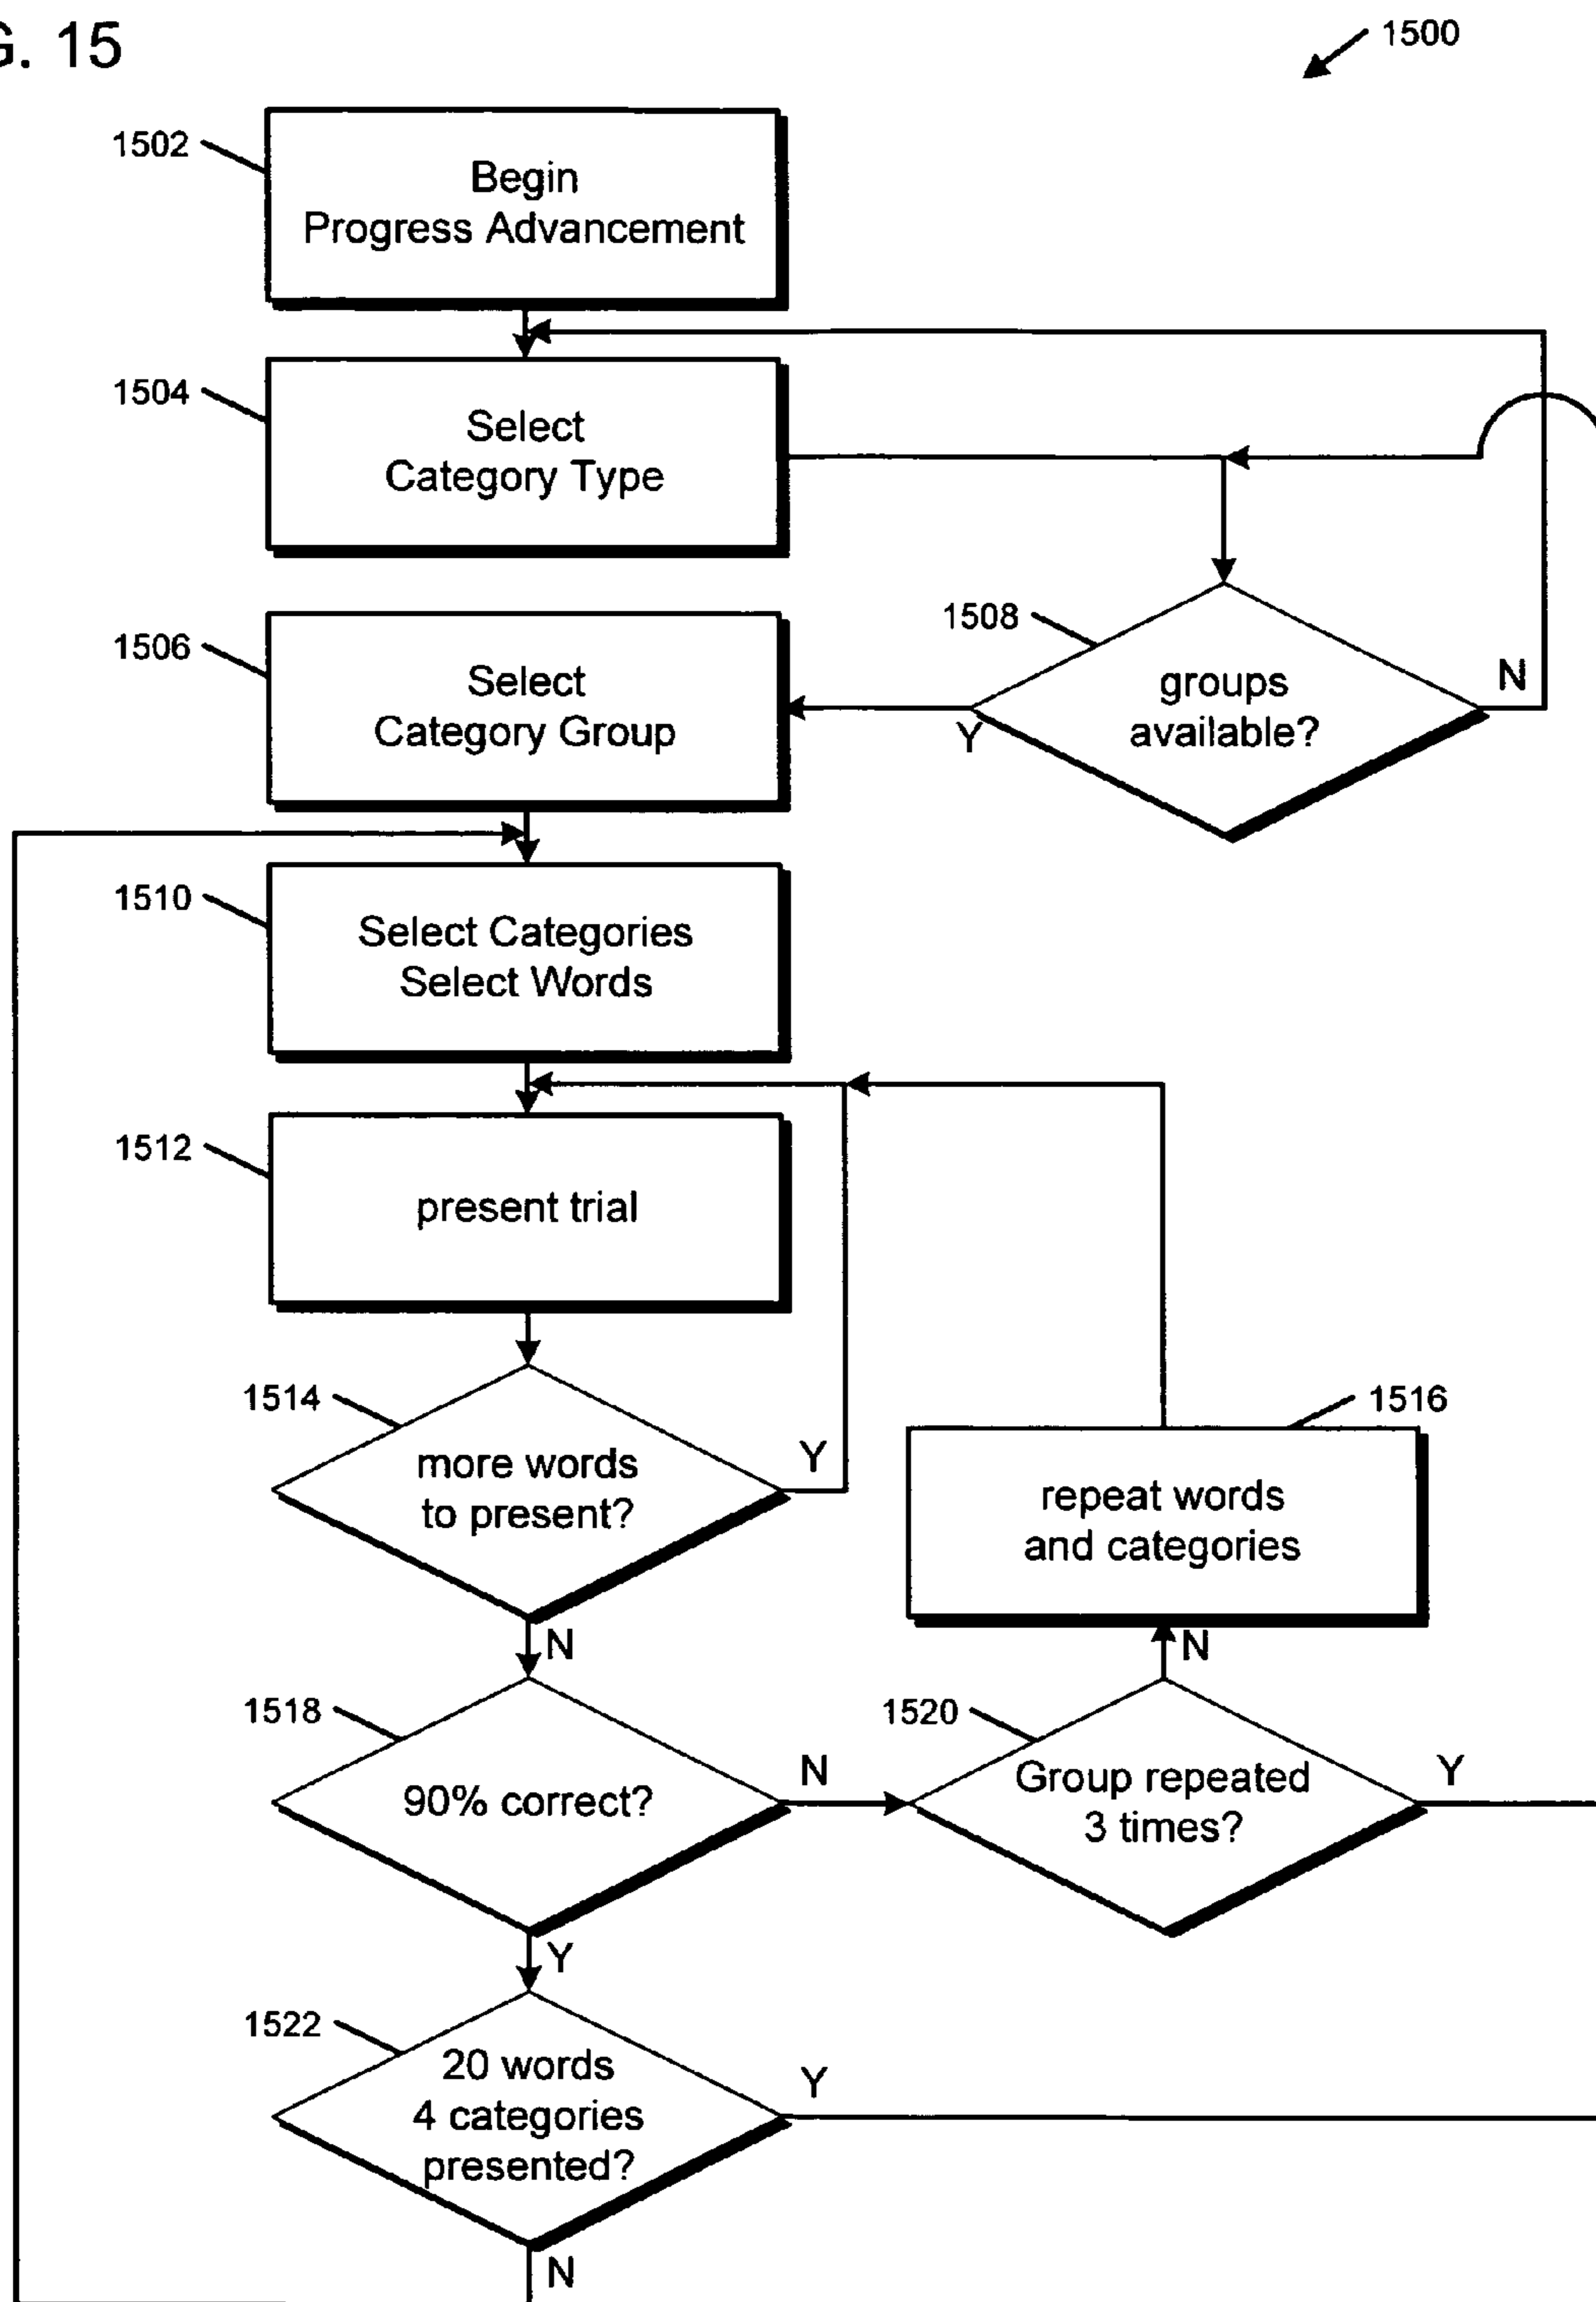 G. 15
1500
1502
Begin
Progress Advancement
1504
Select
Category Type
1506
Select
Category Group
1508
groups
available?
N
Y
1510
Select Categories
Select Words
1512
present trial
1514
more words
to present?
Y
1516
repeat words
and categories
N
N
1518
90% correct?
N
1520
Group repeated
3 times?
Y
Y
1522
20 words
4 categories
presented?
Y
N